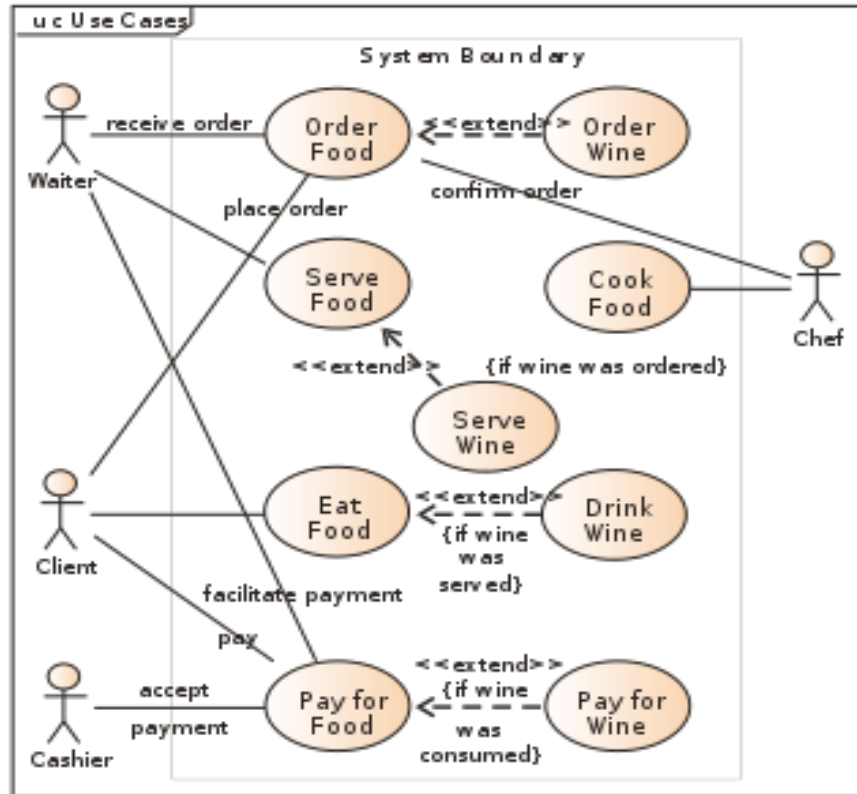 uc Use Cases
System Boundary
receive order
Order
Food
<<extend>>
Order
Wine
Waiter
place order
confirm order
Serve
Food
Cook
Food
Chef
<<extend>>
{if wine was ordered}
Serve
Wine
Eat
Food
<<extend>>
{if wine
was
served}
Drink
Wine
Client
facilitate payment
pay
accept
payment
Pay for
Food
<<extend>>
{if wine
was
consumed}
Pay for
Wine
Cashier